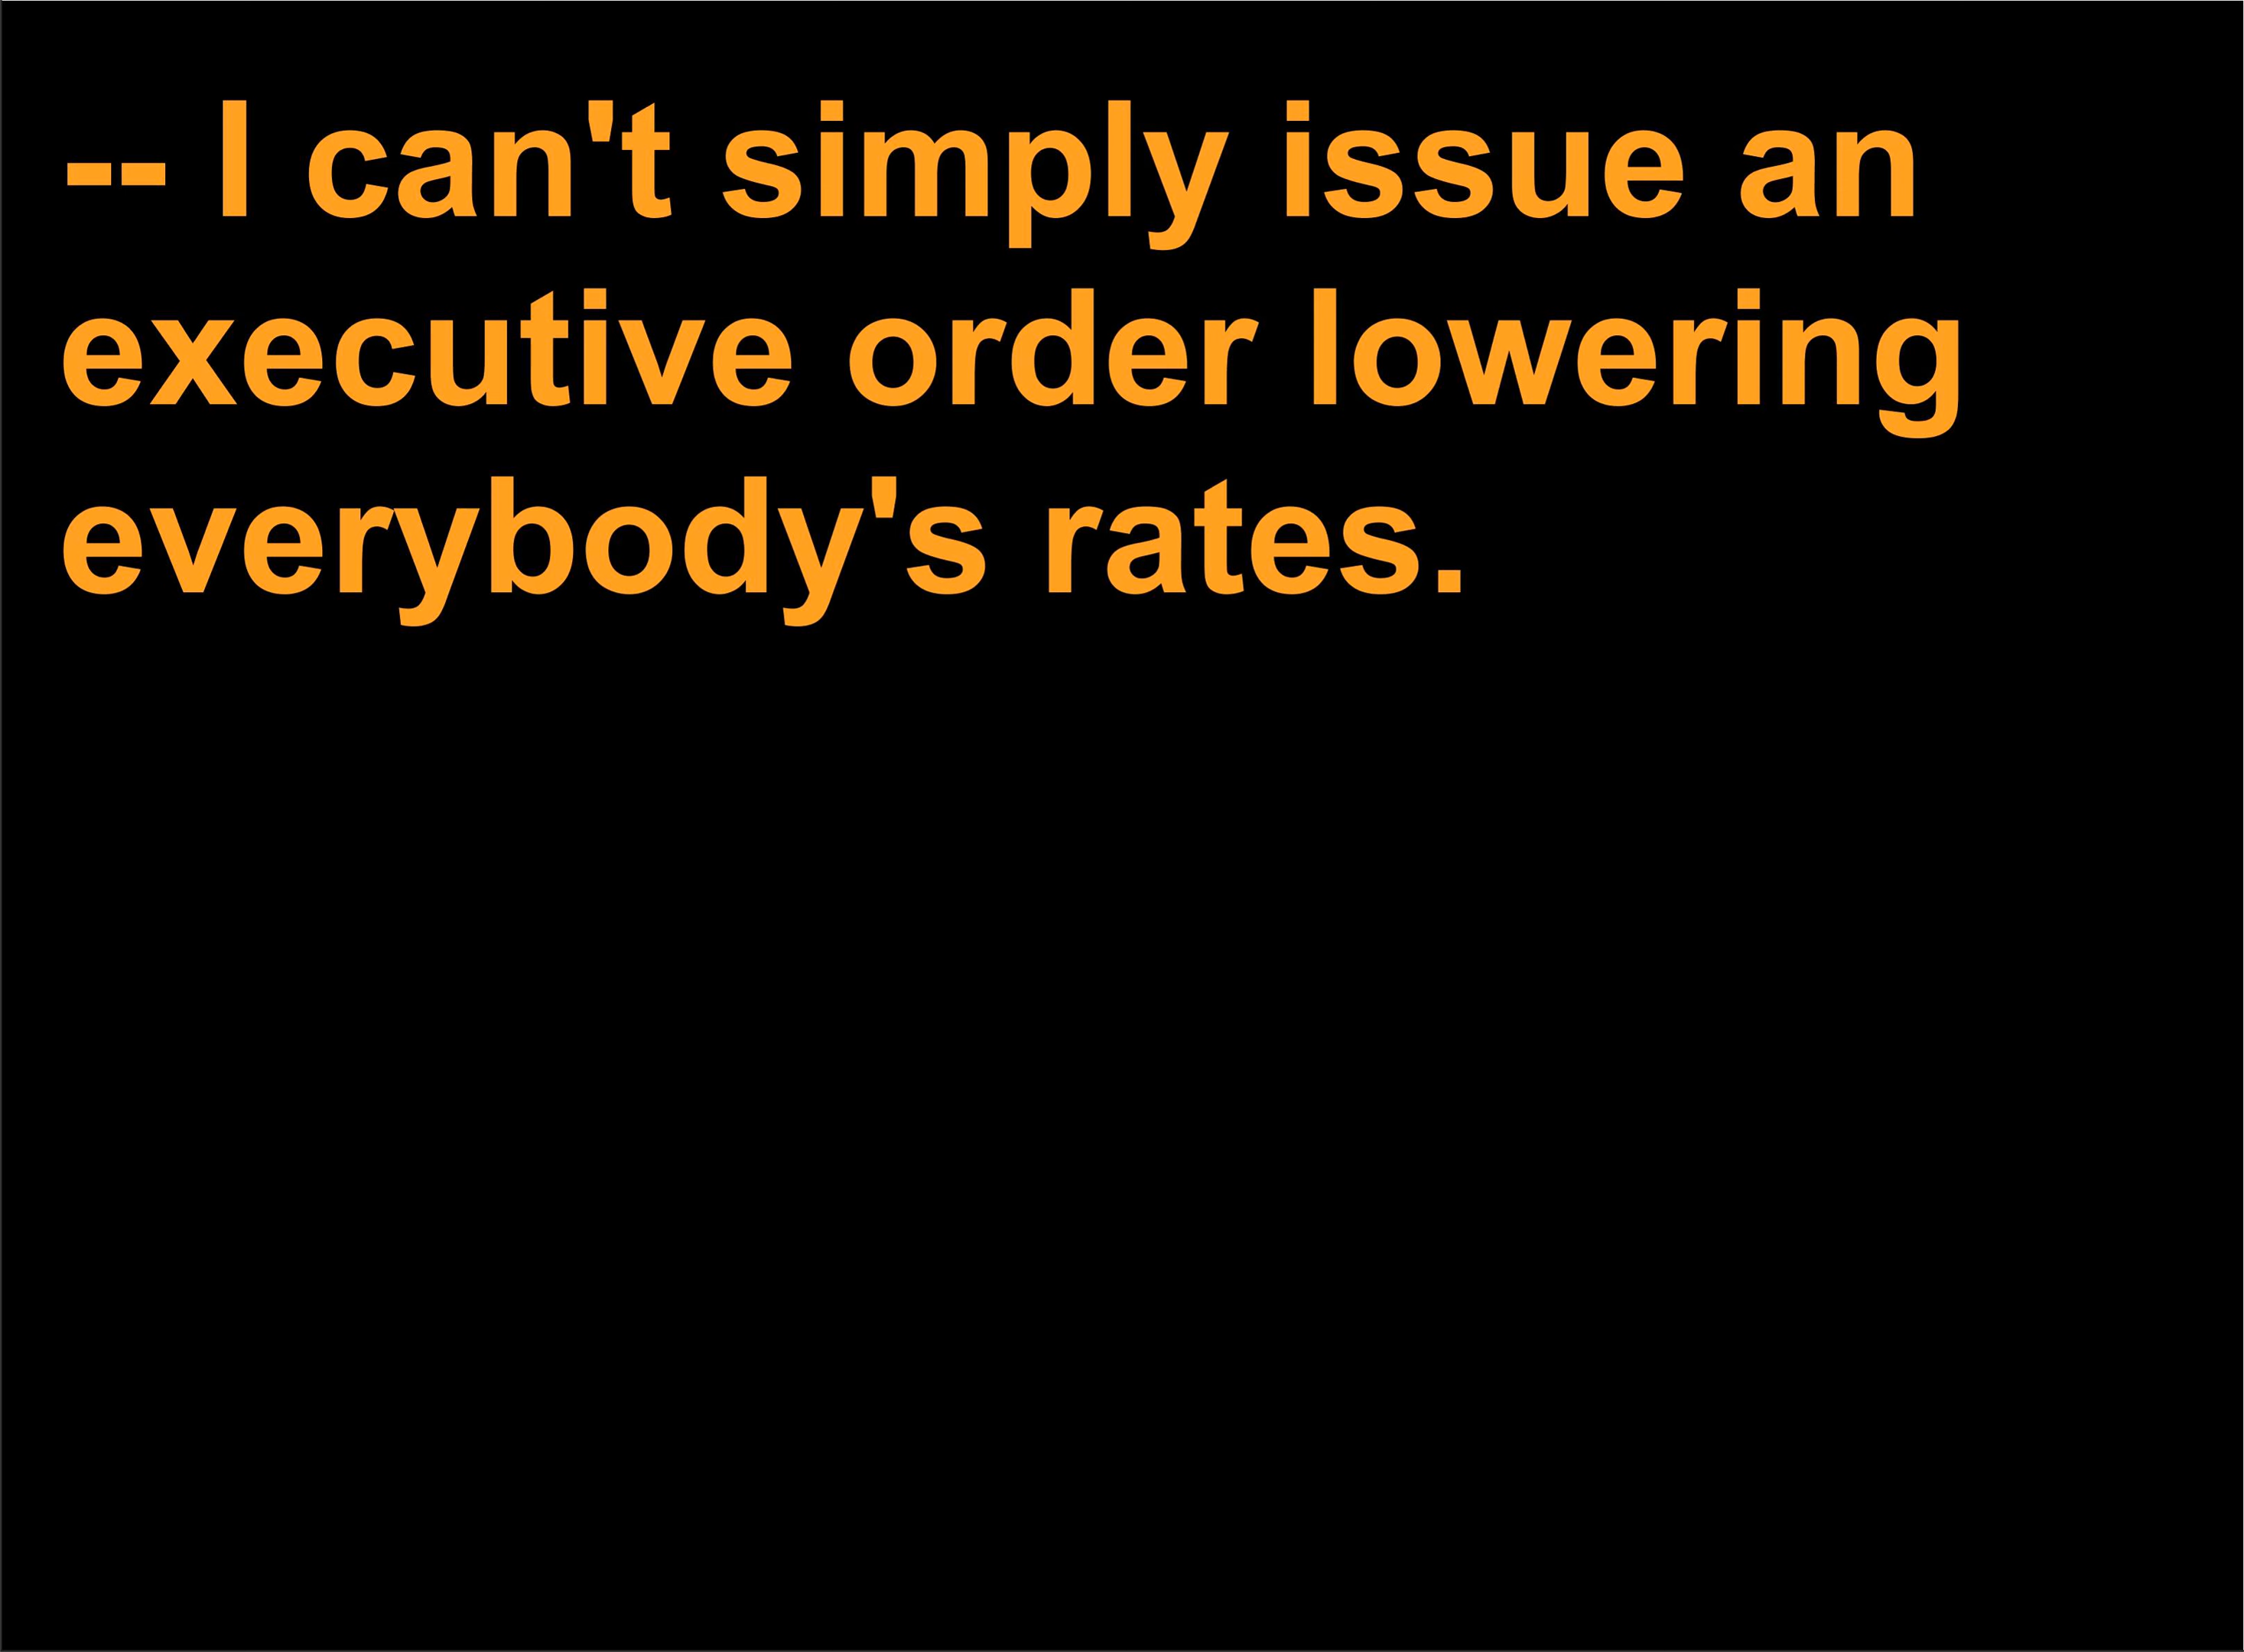 -- I can't simply issue an
executive order lowering
everybody's rates.